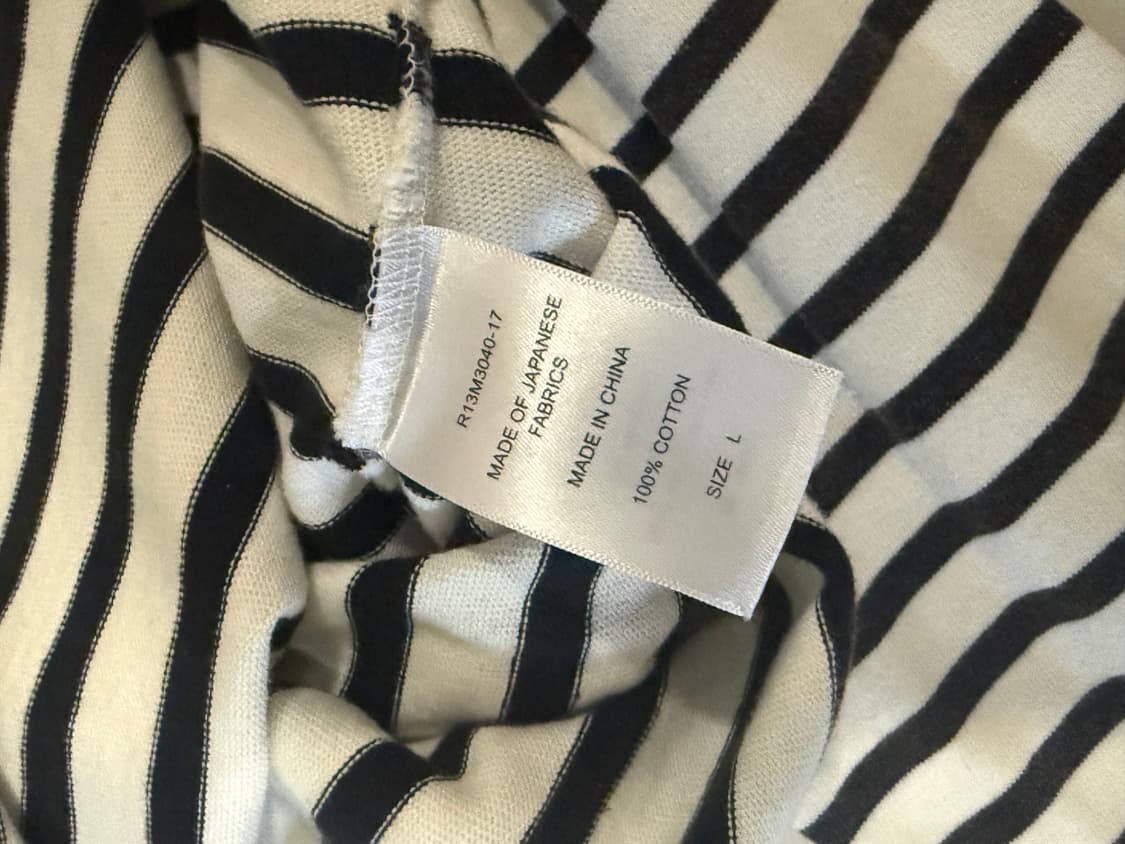 R13M3040-17
MADE OF JAPANESE
FABRICS
MADE IN CHINA
100% COTTON
SIZE L